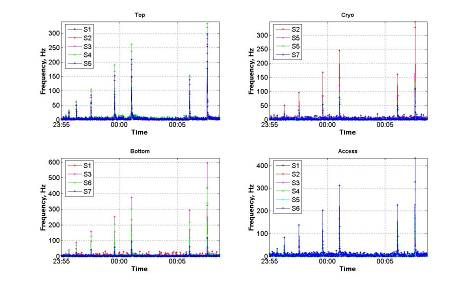 Top
Frequency, Hz
300
250
200
150
100
50
0
S1
S2
S3
S4
S6
23:55 00:00 00:05
Time
Cryo
Frequency, Hz
300
250
200
150
100
50
0
S2
S5
S6
S7
23:55 00:00 00:05
Time
Bottom
Frequency, Hz
600
400
200
0
S1
S3
S6
S7
23:55 00:00 00:05
Time
Access
Frequency, Hz
400
300
200
100
0
S1
S2
S4
S5
S6
23:55 00:00 00:05
Time